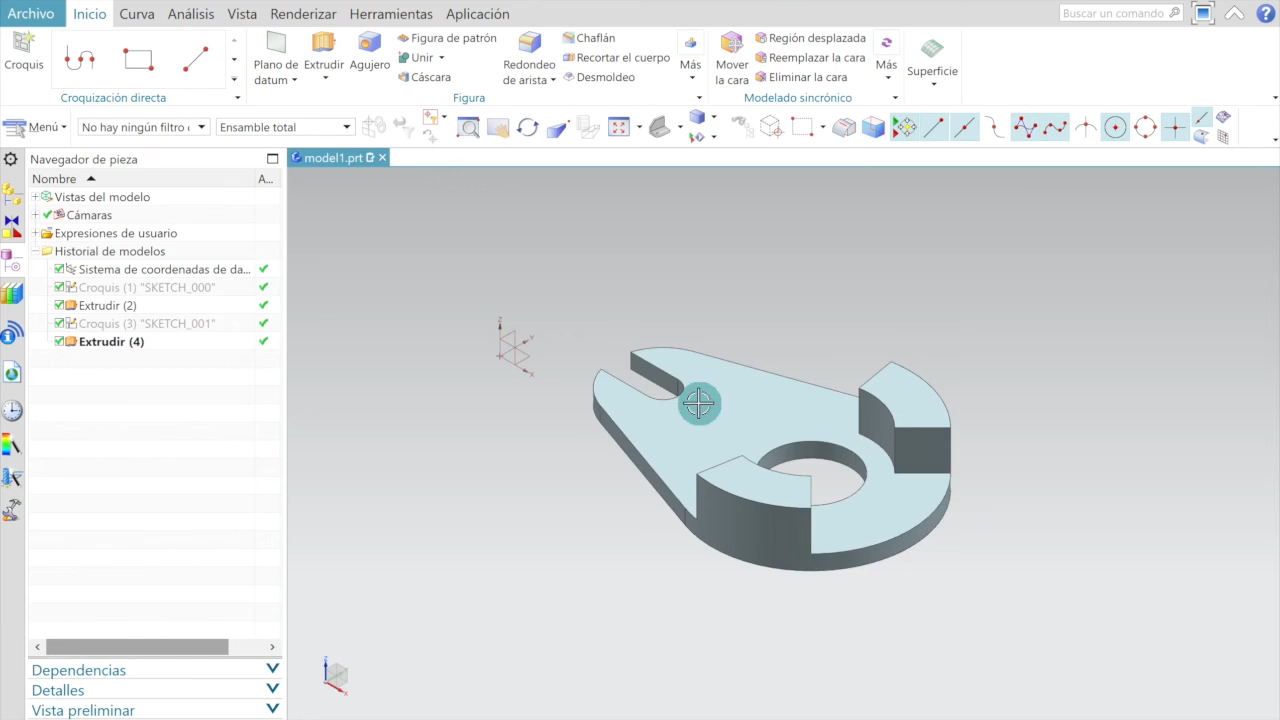 Archivo Inicio Curva Análisis Vista Renderizar Herramientas Aplicación Buscar un comando
Croquis
Croquización directa
Plano de datum
Extrudir
Agujero
Figura de patrón
Unir
Cáscara
Redondeo de arista
Chaflán
Recortar el cuerpo
Desmoldeo
Más
Figura
Mover la cara
Región desplazada
Reemplazar la cara
Eliminar la cara
Más
Modelado sincrónico
Superficie
Menú No hay ningún filtro Ensamble total
Navegador de pieza
model1.prt
Nombre A...
Vistas del modelo
Cámaras
Expresiones de usuario
Historial de modelos
Sistema de coordenadas de da...
Croquis (1) "SKETCH_000"
Extrudir (2)
Croquis (3) "SKETCH_001"
Extrudir (4)
Z
Y
X
Dependencias
Detalles
Vista preliminar
Z
X